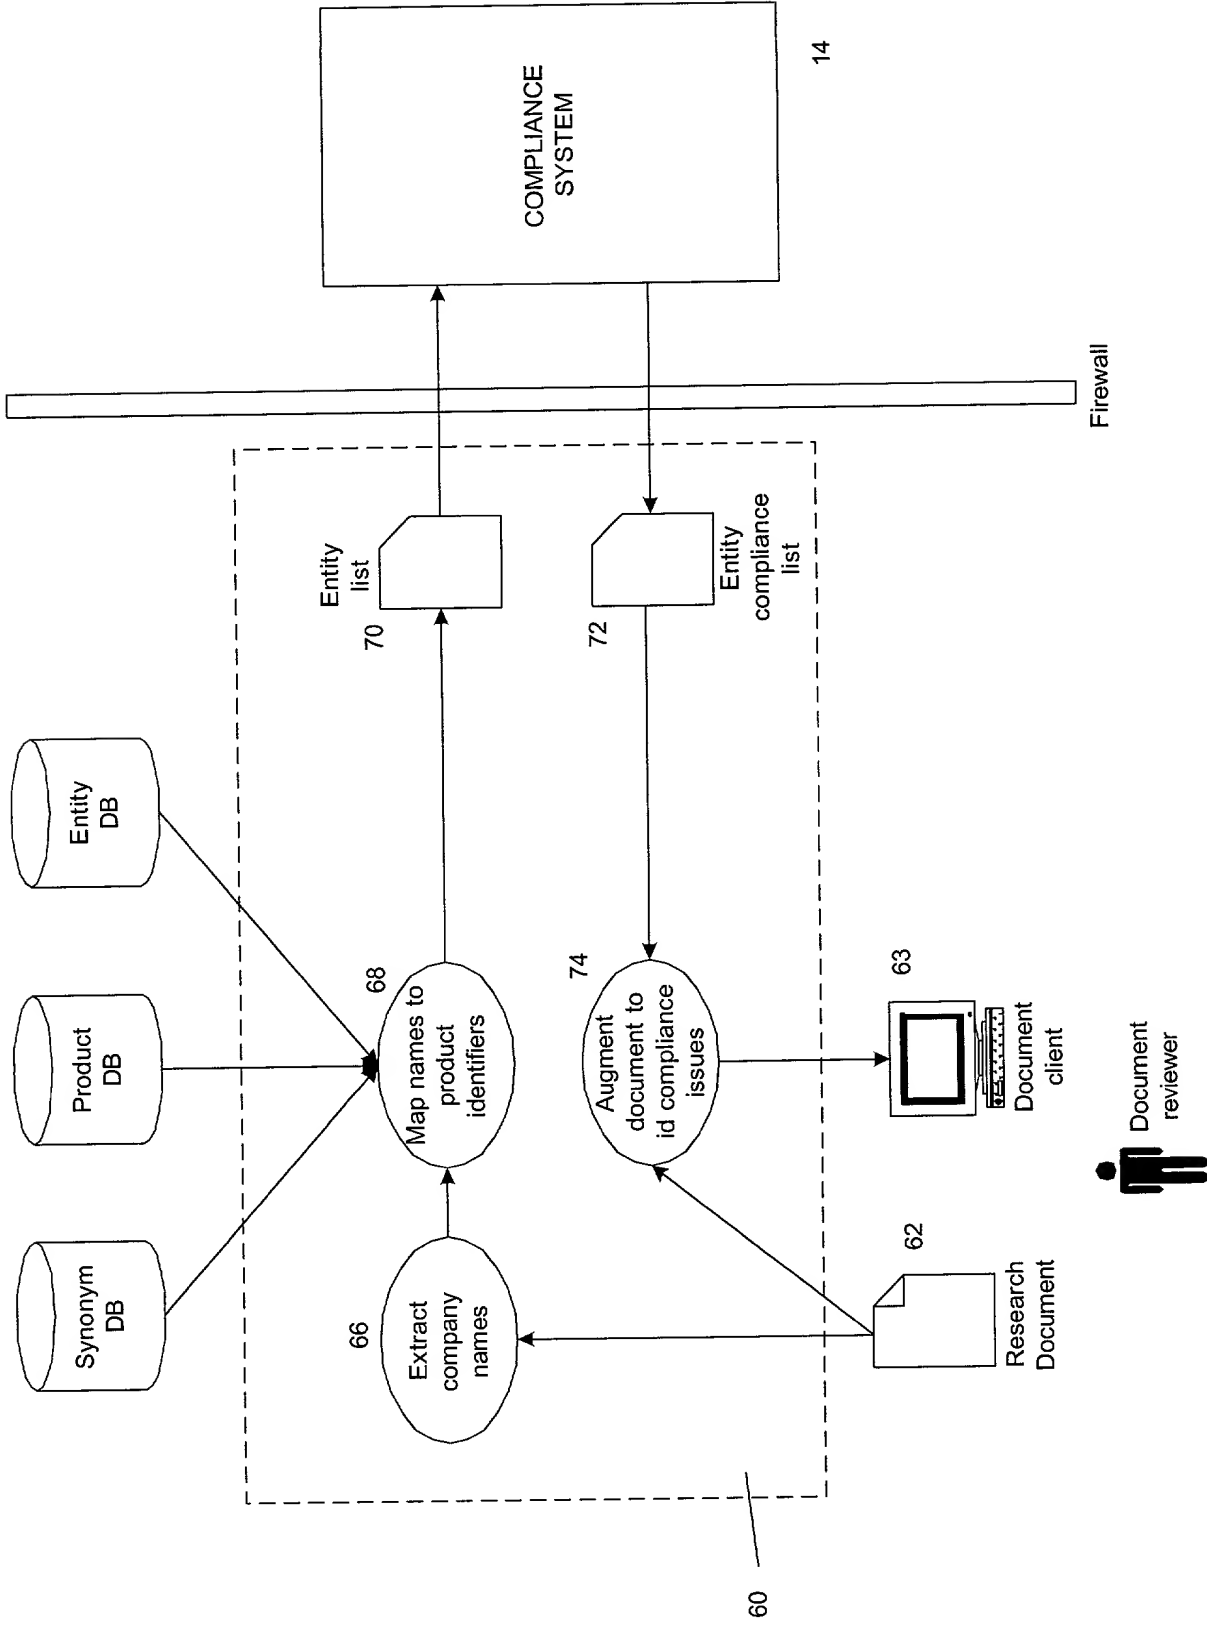 Synonym
DB
Product
DB
Entity
DB
66
Extract
company
names
68
Map names to
product
identifiers
Entity
list
70
COMPLIANCE
SYSTEM
14
74
Augment
document to
id compliance
issues
72
Entity
compliance
list
Firewall
60
62
Research
Document
63
Document
client
Document
reviewer